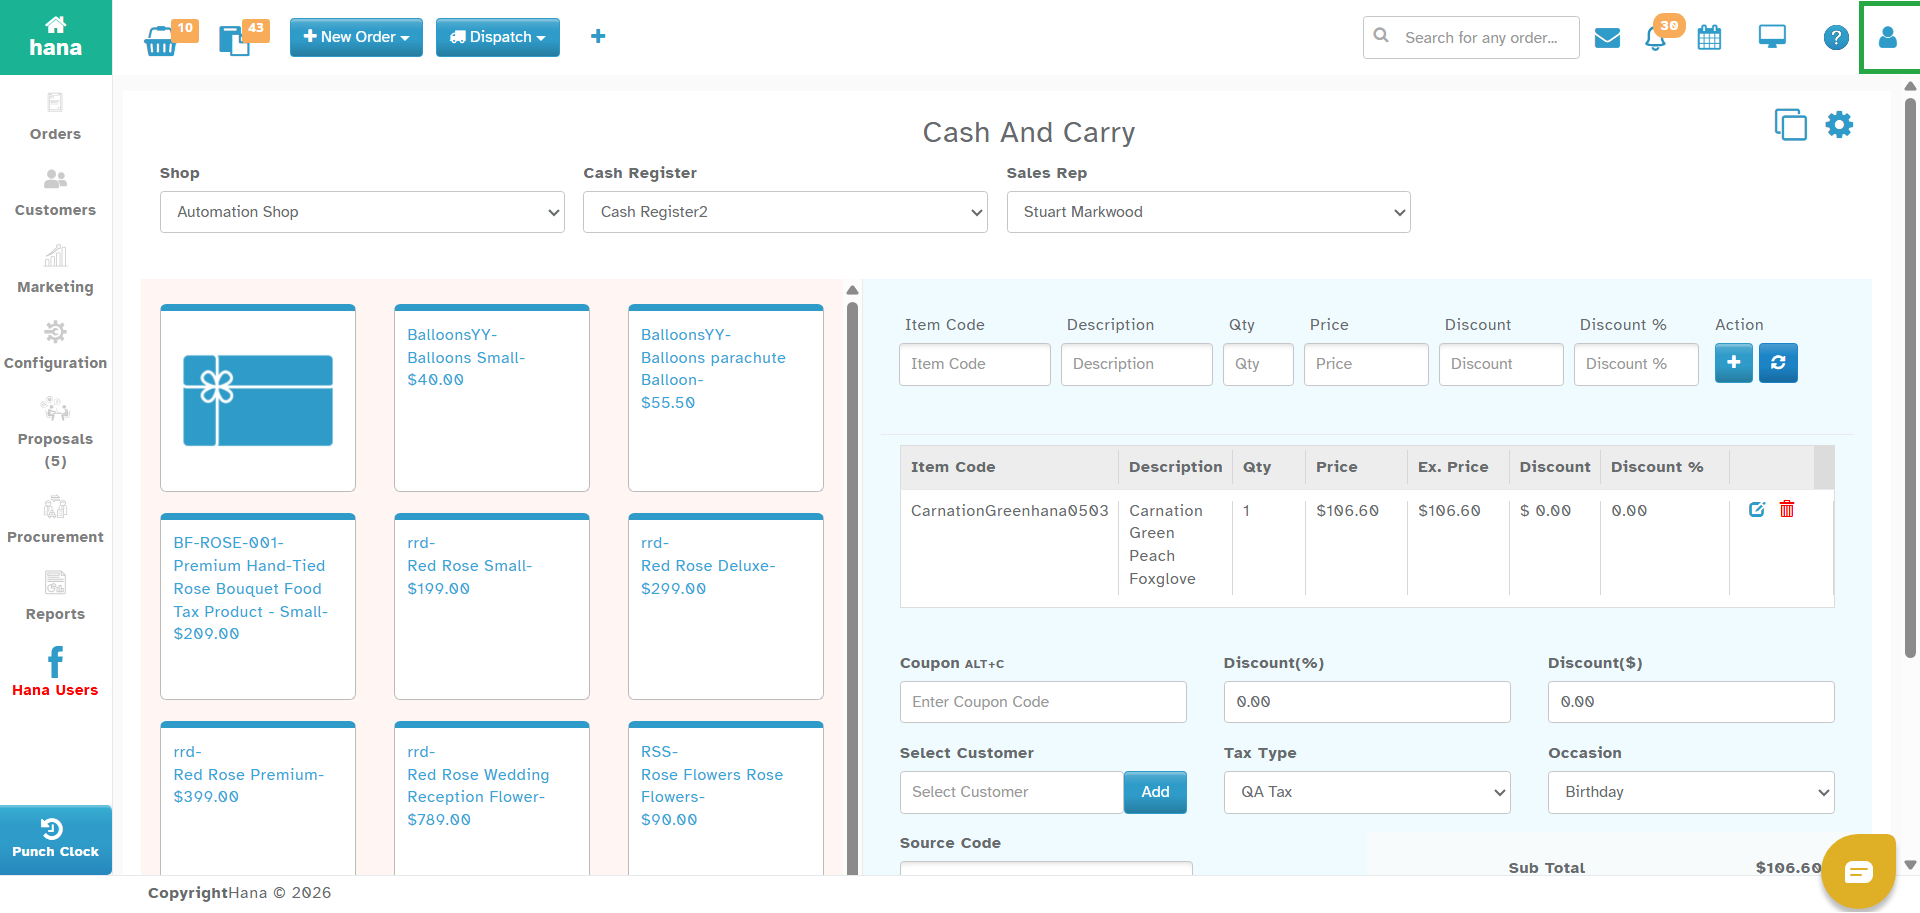 hana
10
43
New Order
Dispatch
Search for any order...
30
?
Orders
Customers
Marketing
Configuration
Proposals
(5)
Procurement
Reports
Hana Users
Punch Clock
Cash And Carry
Shop
Cash Register
Sales Rep
Automation Shop
Cash Register2
Stuart Markwood
BalloonsYY-
Balloons Small-
$40.00
BalloonsYY-
Balloons parachute
Balloon-
$55.50
BF-ROSE-001-
Premium Hand-Tied
Rose Bouquet Food
Tax Product - Small-
$209.00
rrd-
Red Rose Small-
$199.00
rrd-
Red Rose Deluxe-
$299.00
rrd-
Red Rose Premium-
$399.00
rrd-
Red Rose Wedding
Reception Flower-
$789.00
RSS-
Rose Flowers Rose
Flowers-
$90.00
Item Code Description Qty Price Discount Discount % Action
Item Code Description Qty Price Discount Discount %
Item Code Description Qty Price Ex. Price Discount Discount %
CarnationGreenhana0503 Carnation 1 $106.60 $106.60 $ 0.00 0.00
Green
Peach
Foxglove
Coupon ALT+C Discount(%) Discount($)
Enter Coupon Code 0.00 0.00
Select Customer Tax Type Occasion
Select Customer Add QA Tax Birthday
Source Code
Sub Total $106.60
CopyrightHana © 2026